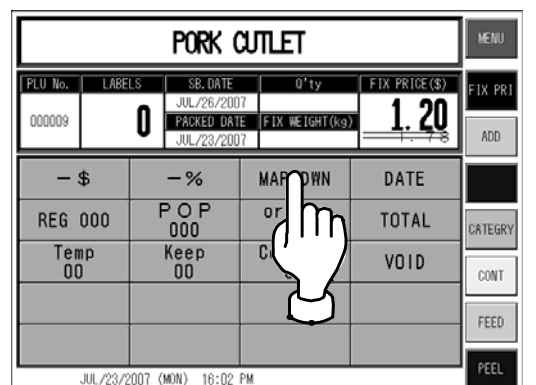 PORK CUTLET
MENU
PLU No. LABELS SB.DATE Q'ty FIX PRICE($)
FIX PRI
JUL/26/2007
000009 0 PACKED DATE FIX WEIGHT(kg) 1.20
JUL/23/2007 1.78
ADD
－$ －% DATE
REG 000 POP 000 or TOTAL
CATEGRY
Temp 00 Keep 00 VOID
CONT
FEED
PEEL
JUL/23/2007 (MON) 16:02 PM